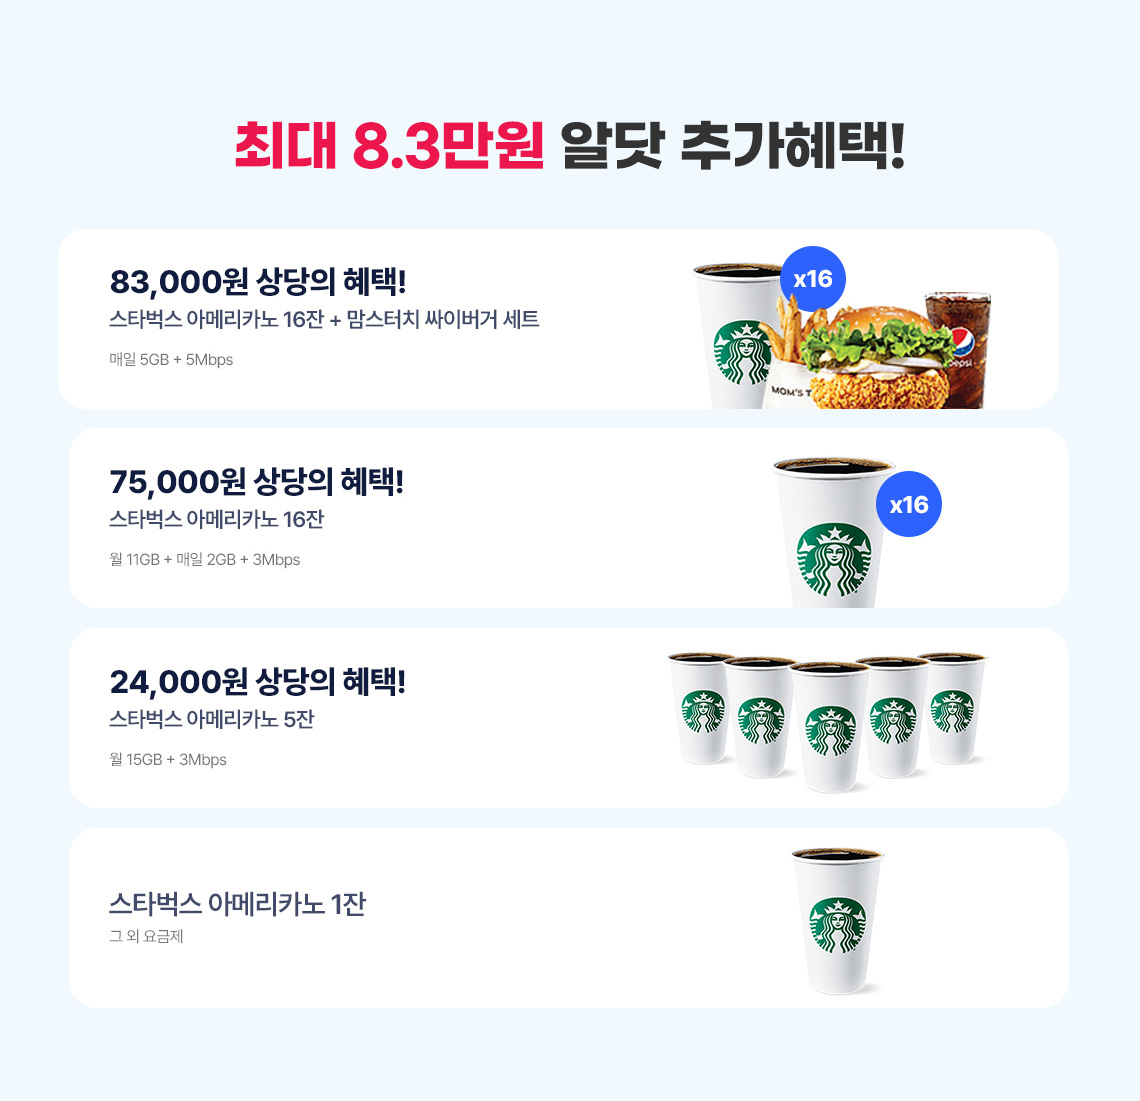 최대 8.3만원 알닷 추가혜택!
83,000원 상당의 혜택!
스타벅스 아메리카노 16잔 + 맘스터치 싸이버거 세트
매일 5GB + 5Mbps
x16
MOM'S T
pepsi
75,000원 상당의 혜택!
스타벅스 아메리카노 16잔
월 11GB + 매일 2GB + 3Mbps
x16
24,000원 상당의 혜택!
스타벅스 아메리카노 5잔
월 15GB + 3Mbps
스타벅스 아메리카노 1잔
그 외 요금제